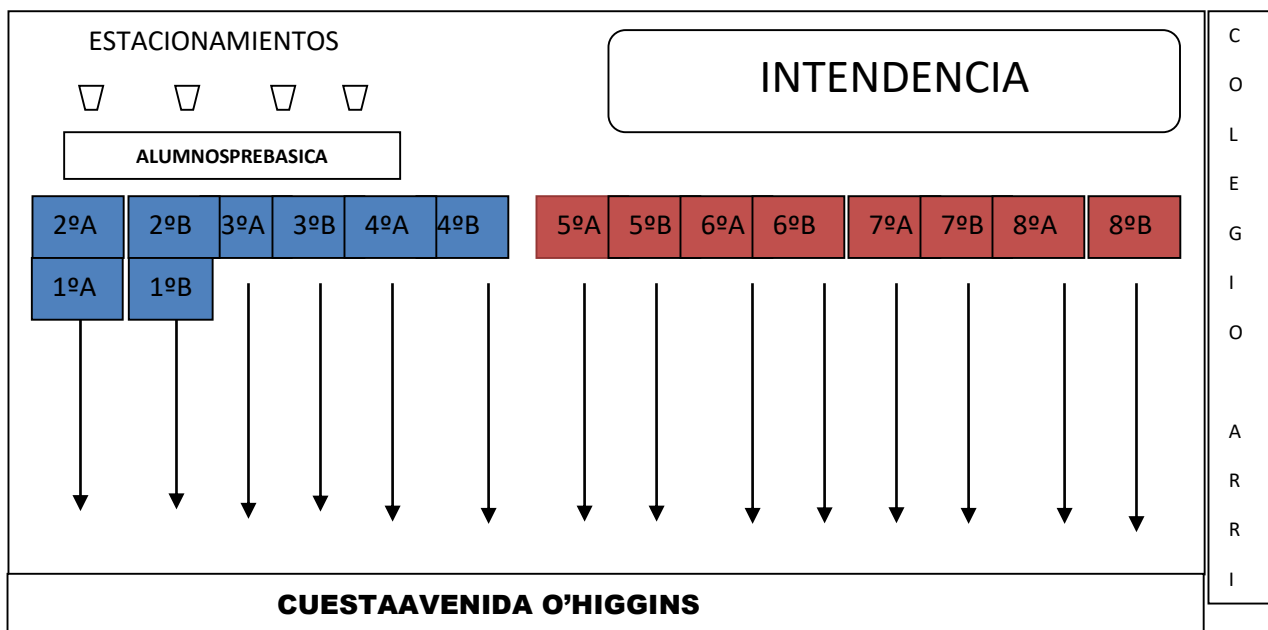 ESTACIONAMIENTOS
INTENDENCIA
ALUMNOSPREBASICA
2ºA 2ºB 3ºA 3ºB 4ºA 4ºB 5ºA 5ºB 6ºA 6ºB 7ºA 7ºB 8ºA 8ºB
1ºA 1ºB
CUESTAAVENIDA O’HIGGINS
C
O
L
E
G
I
O
A
R
R
I